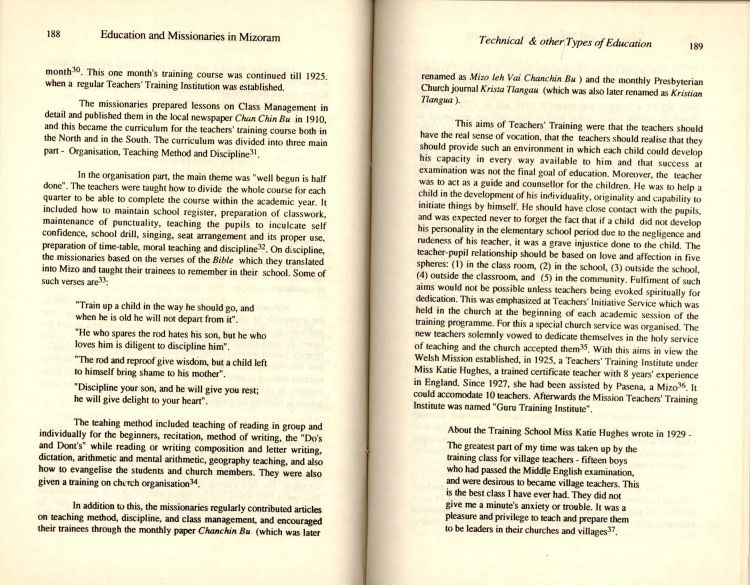 188 Education and Missionaries in Mizoram
month30. This one month's training course was continued till 1925.
when a regular Teachers' Training Institution was established.
The missionaries prepared lessons on Class Management in
detail and published them in the local newspaper Chan Chin Bu in 1910,
and this became the curriculum for the teachers' training course both in
the North and in the South. The curriculum was divided into three main
part - Organisation, Teaching Method and Discipline31.
In the organisation part, the main theme was "well begun is half
done". The teachers were taught how to divide the whole course for each
quarter to be able to complete the course within the academic year. It
included how to maintain school register, preparation of classwork,
maintenance of punctuality, teaching the pupils to inculcate self
confidence, school drill, singing, seat arrangement and its proper use,
preparation of time-table, moral teaching and discipline32. On discipline,
the missionaries based on the verses of the Bible which they translated
into Mizo and taught their trainees to remember in their school. Some of
such verses are33:
"Train up a child in the way he should go, and
when he is old he will not depart from it".
"He who spares the rod hates his son, but he who
loves him is diligent to discipline him".
"The rod and reproof give wisdom, but a child left
to himself bring shame to his mother".
"Discipline your son, and he will give you rest;
he will give delight to your heart".
The teahing method included teaching of reading in group and
individually for the beginners, recitation, method of writing, the "Do's
and Dont's" while reading or writing composition and letter writing,
dictation, arithmetic and mental arithmetic, geography teaching, and also
how to evangelise the students and church members. They were also
given a training on church organisation34.
In addition to this, the missionaries regularly contributed articles
on teaching method, discipline, and class management, and encouraged
their trainees through the monthly paper Chanchin Bu (which was later
Technical & other Types of Education 189
renamed as Mizo leh Vai Chanchin Bu ) and the monthly Presbyterian
Church journal Krista Tlangau (which was also later renamed as Kristian
Tlangua ).
This aims of Teachers' Training were that the teachers should
have the real sense of vocation, that the teachers should realise that they
should provide such an environment in which each child could develop
his capacity in every way available to him and that success at
examination was not the final goal of education. Moreover, the teacher
was to act as a guide and counsellor for the children. He was to help a
child in the development of his individuality, originality and capability to
initiate things by himself. He should have close contact with the pupils,
and was expected never to forget the fact that if a child did not develop
his personality in the elementary school period due to the negligence and
rudeness of his teacher, it was a grave injustice done to the child. The
teacher-pupil relationship should be based on love and affection in five
spheres: (1) in the class room, (2) in the school, (3) outside the school,
(4) outside the classroom, and (5) in the community. Fulfiment of such
aims would not be possible unless teachers being evoked spiritually for
dedication. This was emphasized at Teachers' Initiative Service which was
held in the church at the beginning of each academic session of the
training programme. For this a special church service was organised. The
new teachers solemnly vowed to dedicate themselves in the holy service
of teaching and the church accepted them35. With this aims in view the
Welsh Mission established, in 1925, a Teachers' Training Institute under
Miss Katie Hughes, a trained certificate teacher with 8 years' experience
in England. Since 1927, she had been assisted by Pasena, a Mizo36. It
could accomodate 10 teachers. Afterwards the Mission Teachers' Training
Institute was named "Guru Training Institute".
About the Training School Miss Katie Hughes wrote in 1929 -
The greatest part of my time was taken up by the
training class for village teachers - fifteen boys
who had passed the Middle English examination,
and were desirous to became village teachers. This
is the best class I have ever had. They did not
give me a minute's anxiety or trouble. It was a
pleasure and privilege to teach and prepare them
to be leaders in their churches and villages37.